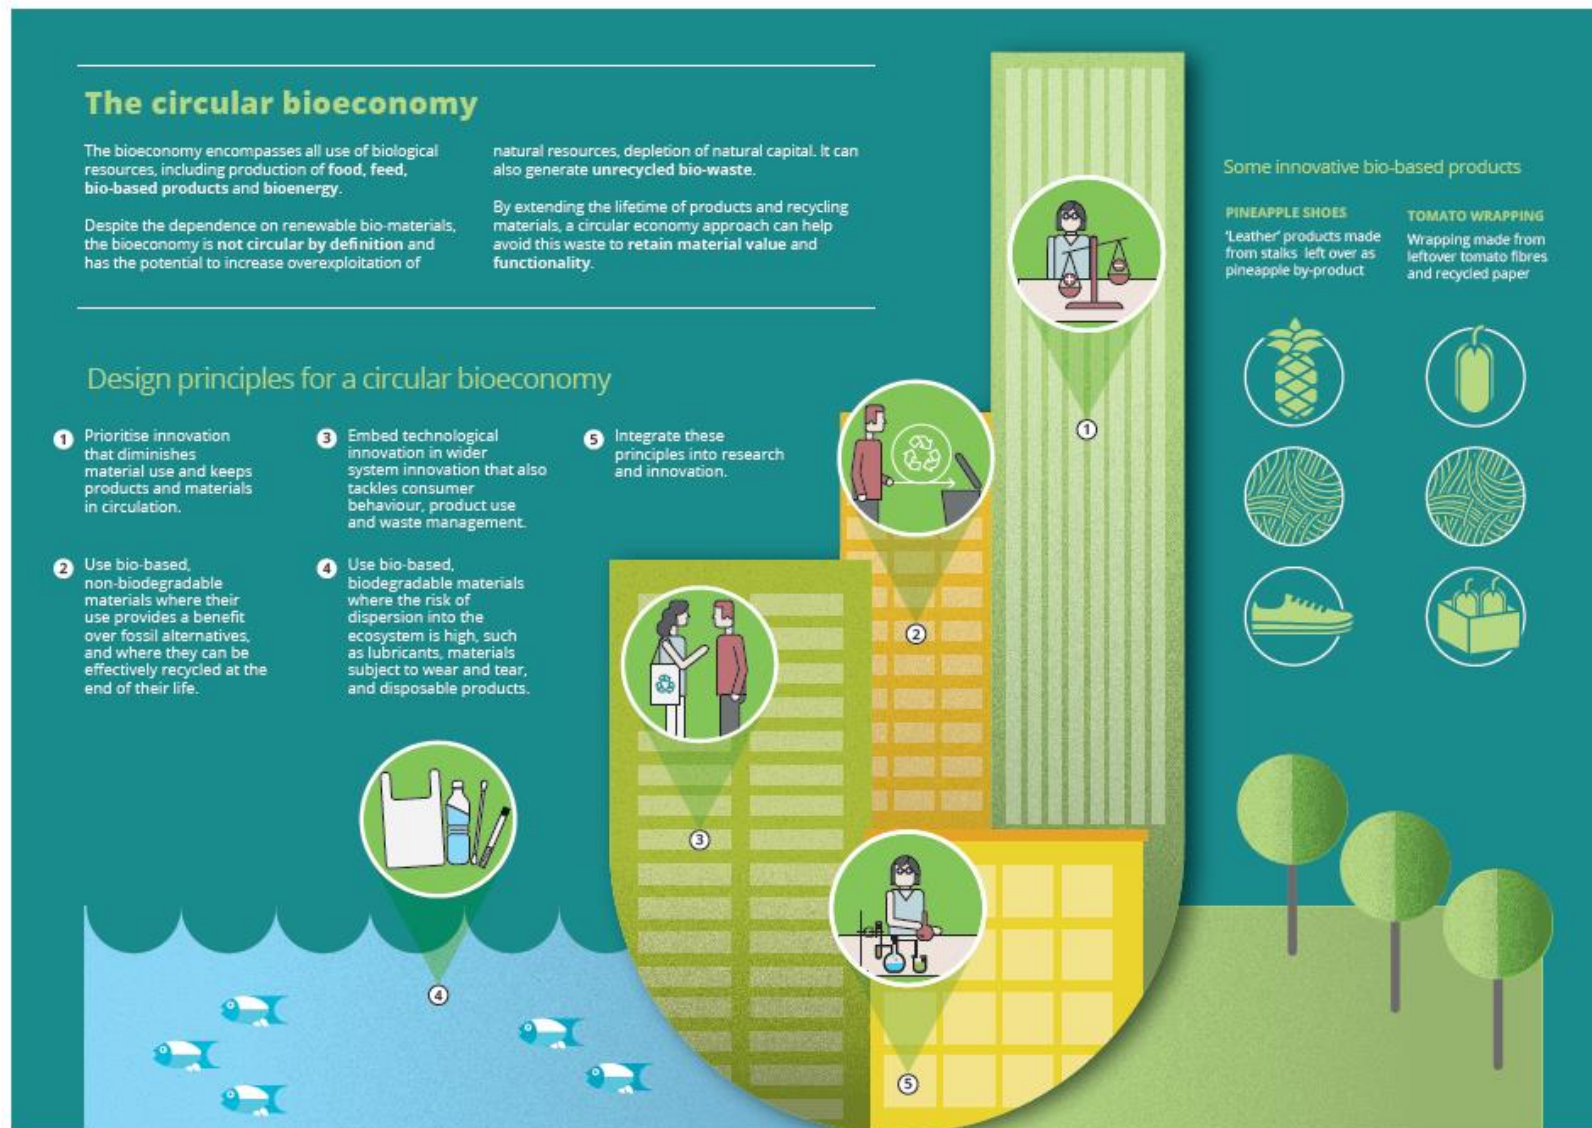 The circular bioeconomy
The bioeconomy encompasses all use of biological
resources, including production of food, feed,
bio-based products and bioenergy.
Despite the dependence on renewable bio-materials,
the bioeconomy is not circular by definition and
has the potential to increase overexploitation of
natural resources, depletion of natural capital. It can
also generate unrecycled bio-waste.
By extending the lifetime of products and recycling
materials, a circular economy approach can help
avoid this waste to retain material value and
functionality.
Design principles for a circular bioeconomy
1 Prioritise innovation
that diminishes
material use and keeps
products and materials
in circulation.
2 Use bio-based,
non-biodegradable
materials where their
use provides a benefit
over fossil alternatives,
and where they can be
effectively recycled at the
end of their life.
3 Embed technological
innovation in wider
system innovation that also
tackles consumer
behaviour, product use
and waste management.
4 Use bio-based,
biodegradable materials
where the risk of
dispersion into the
ecosystem is high, such
as lubricants, materials
subject to wear and tear,
and disposable products.
5 Integrate these
principles into research
and innovation.
Some innovative bio-based products
PINEAPPLE SHOES
'Leather' products made
from stalks left over as
pineapple by-product
TOMATO WRAPPING
Wrapping made from
leftover tomato fibres
and recycled paper
1
2
3
4
5